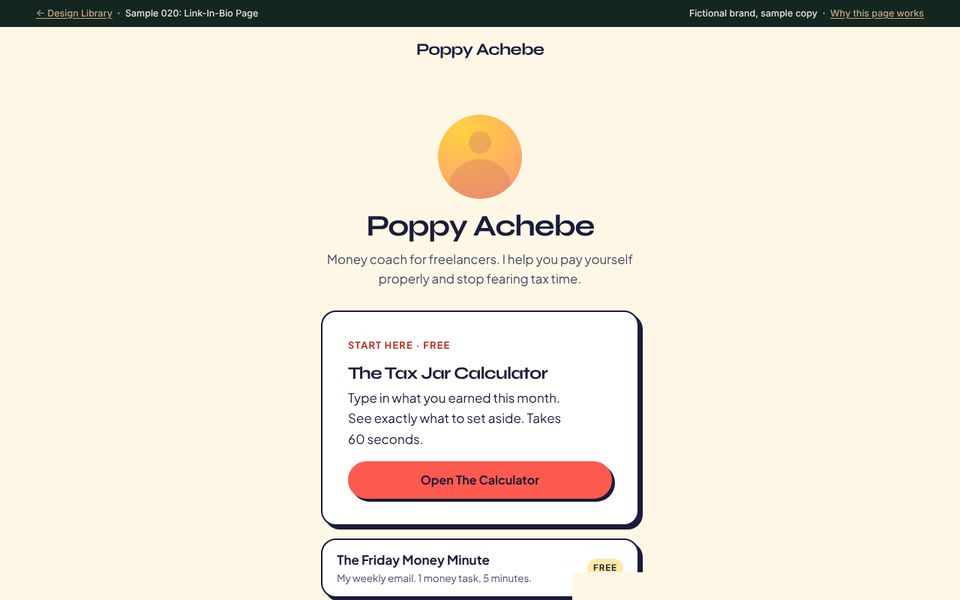 ← Design Library · Sample 020: Link-In-Bio Page
Fictional brand, sample copy · Why this page works
Poppy Achebe
Poppy Achebe
Money coach for freelancers. I help you pay yourself
properly and stop fearing tax time.
START HERE · FREE
The Tax Jar Calculator
Type in what you earned this month.
See exactly what to set aside. Takes
60 seconds.
Open The Calculator
The Friday Money Minute
My weekly email. 1 money task, 5 minutes.
FREE